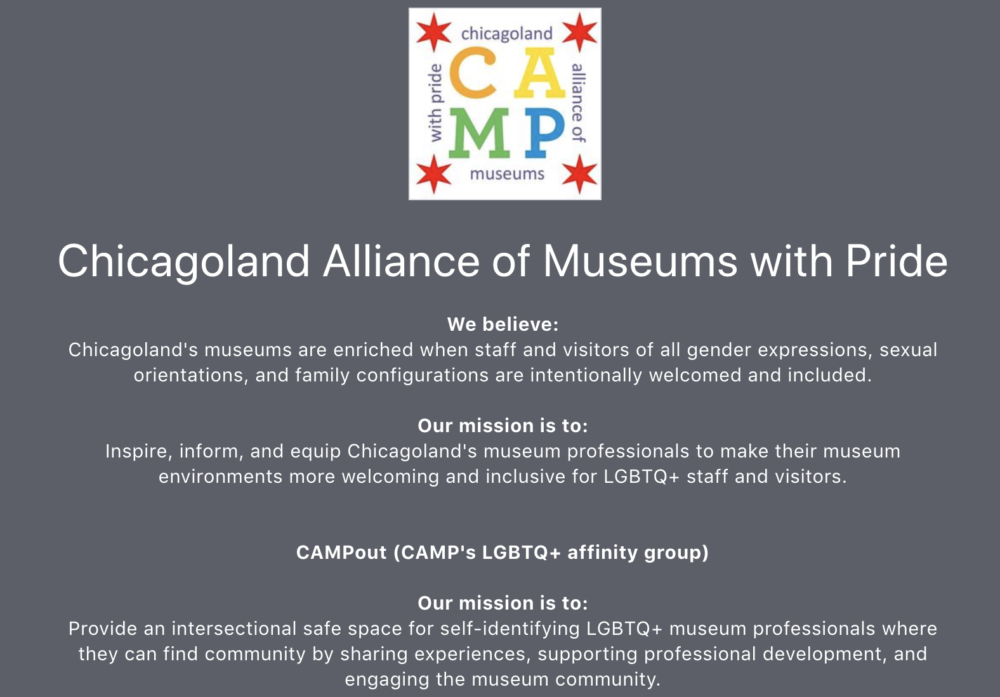 chicagoland
CA
MP
with pride
alliance of
museums
Chicagoland Alliance of Museums with Pride
We believe:
Chicagoland's museums are enriched when staff and visitors of all gender expressions, sexual
orientations, and family configurations are intentionally welcomed and included.
Our mission is to:
Inspire, inform, and equip Chicagoland's museum professionals to make their museum
environments more welcoming and inclusive for LGBTQ+ staff and visitors.
CAMPout (CAMP's LGBTQ+ affinity group)
Our mission is to:
Provide an intersectional safe space for self-identifying LGBTQ+ museum professionals where
they can find community by sharing experiences, supporting professional development, and
engaging the museum community.